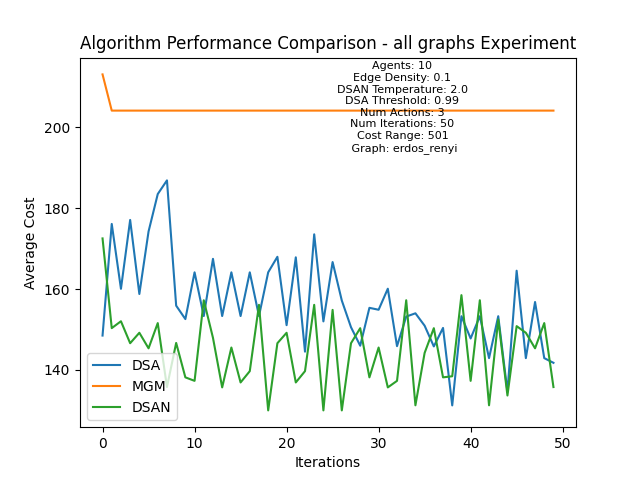 Algorithm Performance Comparison - all graphs Experiment
Agents: 10
Edge Density: 0.1
DSAN Temperature: 2.0
DSA Threshold: 0.99
Num Actions: 3
Num Iterations: 50
Cost Range: 501
Graph: erdos_renyi
Average Cost
200
180
160
140
DSA
MGM
DSAN
0
10
20
30
40
50
Iterations